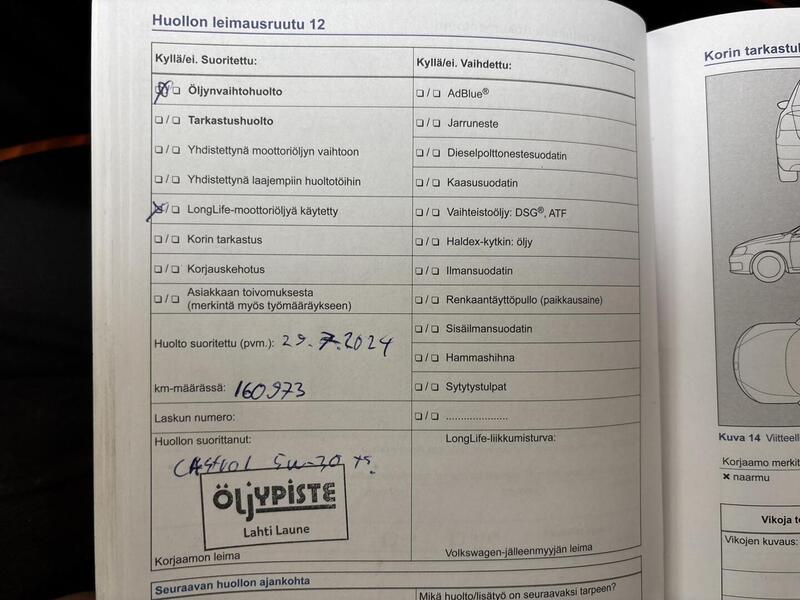 Huollon leimausruutu 12
Kyllä/ei. Suoritettu:
☒ / ☐ Öljynvaihtohuolto
☐ / ☐ Tarkastushuolto
☐ / ☐ Yhdistettynä moottoriöljyn vaihtoon
☐ / ☐ Yhdistettynä laajempiin huoltotöihin
☒ / ☐ LongLife-moottoriöljyä käytetty
☐ / ☐ Korin tarkastus
☐ / ☐ Korjauskehotus
☐ / ☐ Asiakkaan toivomuksesta
(merkintä myös työmääräykseen)
Huolto suoritettu (pvm.): 29.7.2024
km-määrässä: 160973
Laskun numero:
Huollon suorittanut:
CAStrol 5w-30
ÖLJYPISTE
Lahti Laune
Korjaamon leima
Kyllä/ei. Vaihdettu:
☐ / ☐ AdBlue®
☐ / ☐ Jarruneste
☐ / ☐ Dieselpolttonestesuodatin
☐ / ☐ Kaasusuodatin
☐ / ☐ Vaihteistoöljy: DSG®, ATF
☐ / ☐ Haldex-kytkin: öljy
☐ / ☐ Ilmansuodatin
☐ / ☐ Renkaantäyttöpullo (paikkausaine)
☐ / ☐ Sisäilmansuodatin
☐ / ☐ Hammashihna
☐ / ☐ Sytytystulpat
☐ / ☐ .....................
LongLife-liikkumisturva:
Volkswagen-jälleenmyyjän leima
Seuraavan huollon ajankohta
Mikä huolto/lisätyö on seuraavaksi tarpeen?
Korin
Kuva 14
Korjaamo
✖ naarmu
Vikoja
Vikojen kuvaus: